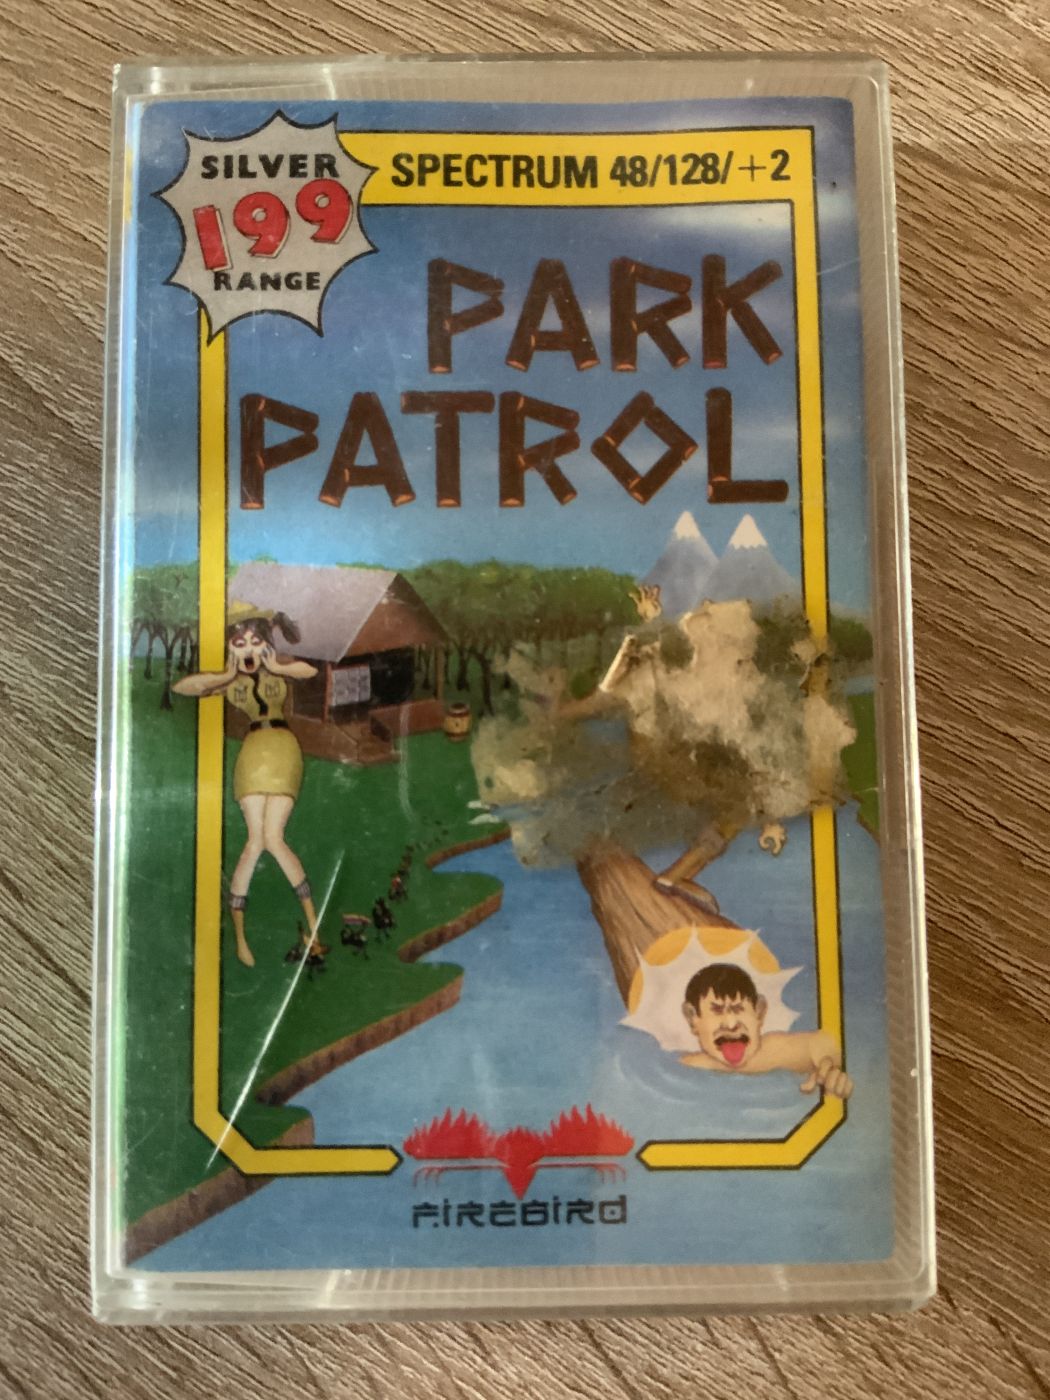 SILVER
199
RANGE
SPECTRUM 48/128/+2
PARK
PATROL
FIREBIRD